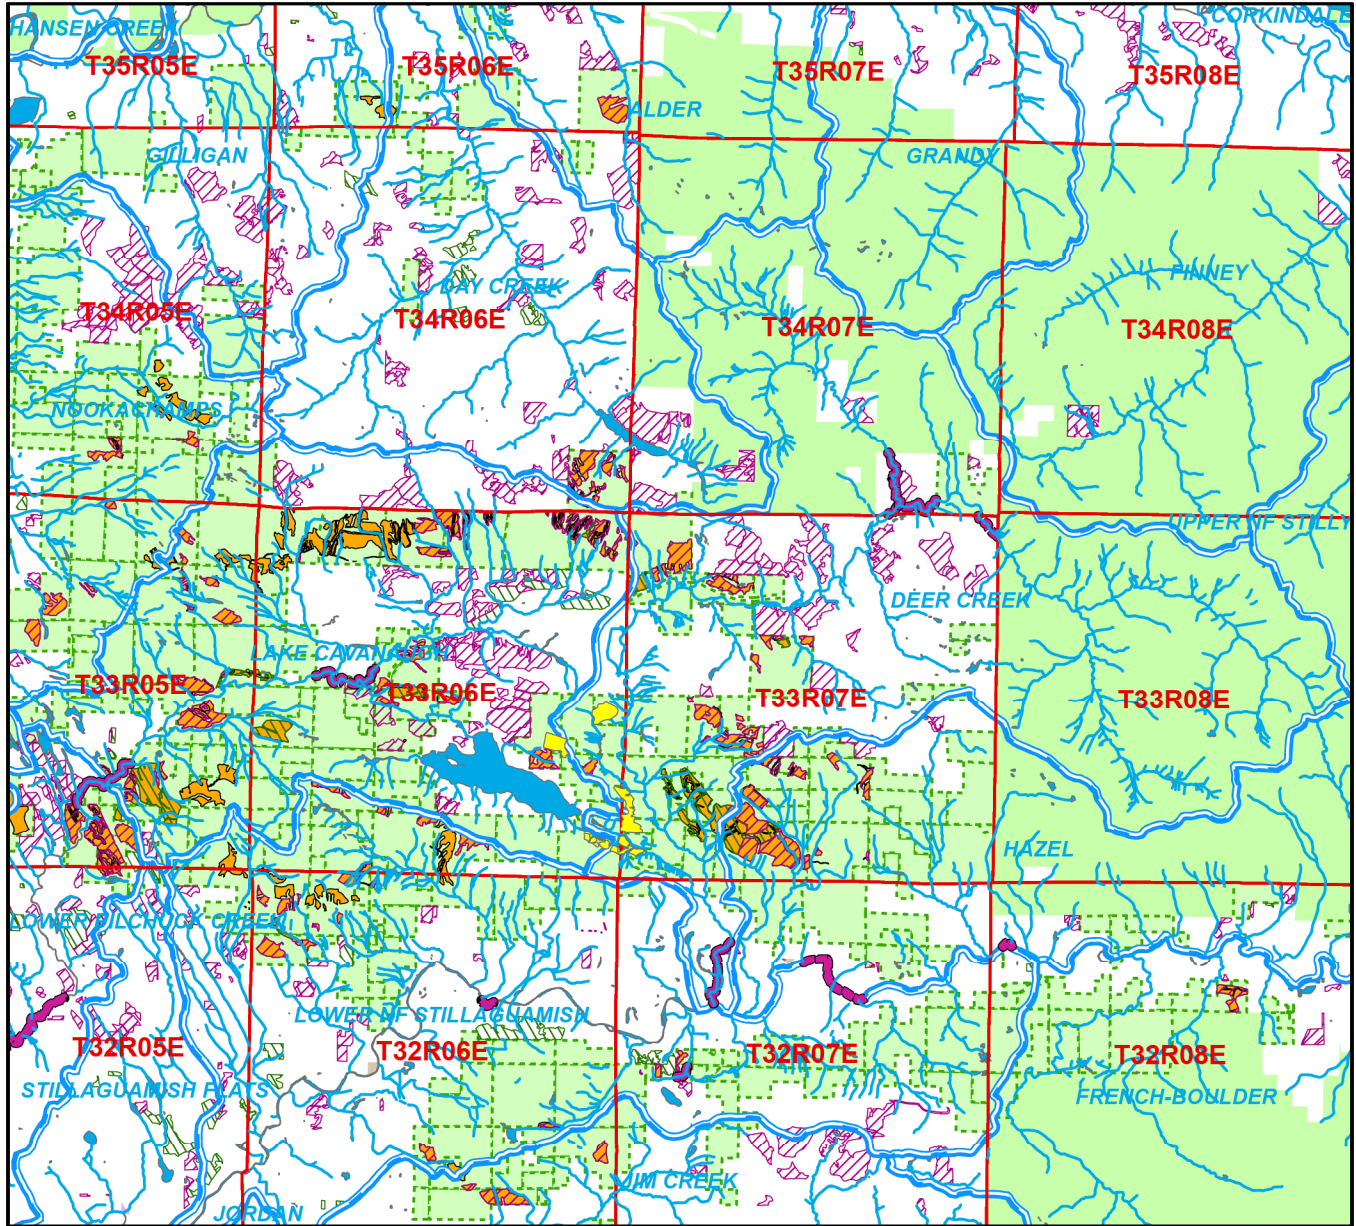 HANSEN CREEK
CORKINDALE
T35R05E
T35R06E
T35R07E
T35R08E
ALDER
GILLIGAN
GRANDY
FINNEY
DAY CREEK
T34R05E
T34R06E
T34R07E
T34R08E
NOOKACHAMPS
UPPER NF STILLY
DEER CREEK
LAKE CAVANAUGH
T33R05E
T33R06E
T33R07E
T33R08E
HAZEL
LOWER PILCHUCK CREEK
LOWER NF STILLAGUAMISH
T32R05E
T32R06E
T32R07E
T32R08E
STILLAGUAMISH FLATS
FRENCH-BOULDER
JIM CREEK
JORDAN